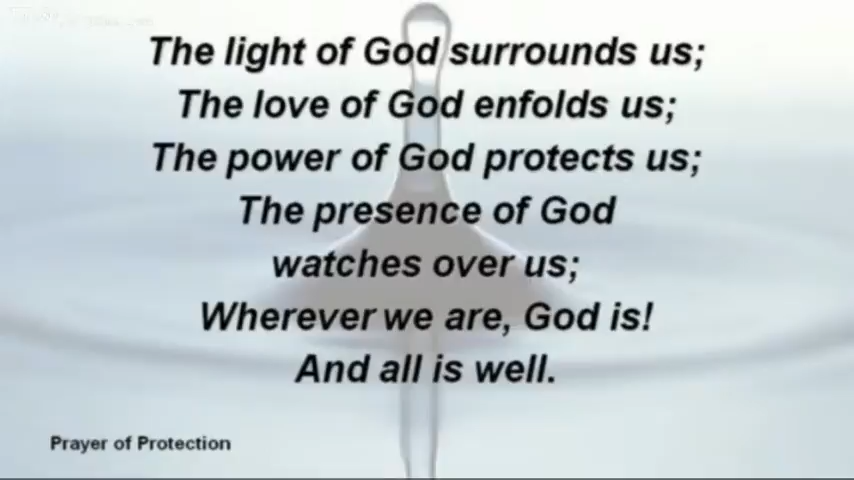 The light of God surrounds us;
The love of God enfolds us;
The power of God protects us;
The presence of God
watches over us;
Wherever we are, God is!
And all is well.
Prayer of Protection